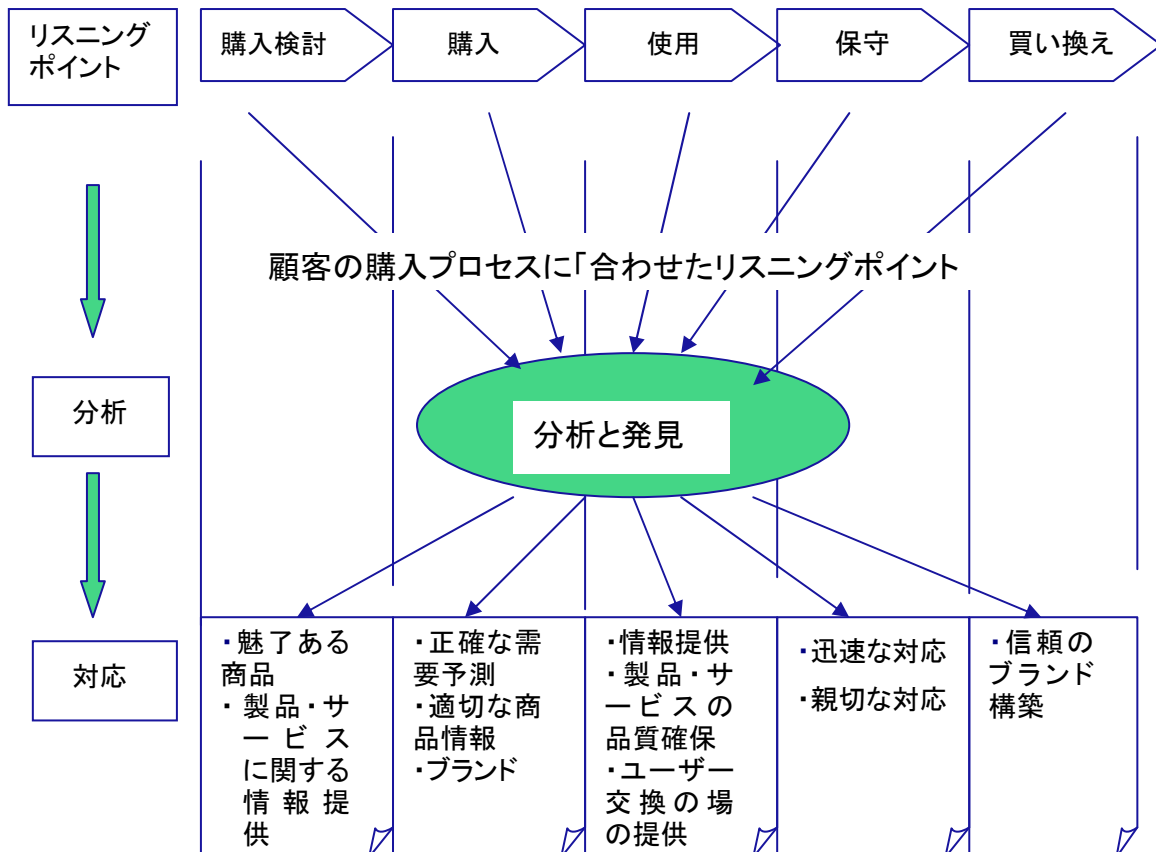 リスニング
ポイント
購入検討
購入
使用
保守
買い換え
顧客の購入プロセスに「合わせたリスニングポイント
分析
分析と発見
対応
・魅了ある
商品
・製品・サ
ービス
に関する
情報提
供
・正確な需
要予測
・適切な商
品情報
・ブランド
・情報提供
・製品・サ
ービスの
品質確保
・ユーザー
交換の場
の提供
・迅速な対応
・親切な対応
・信頼の
ブランド
構築